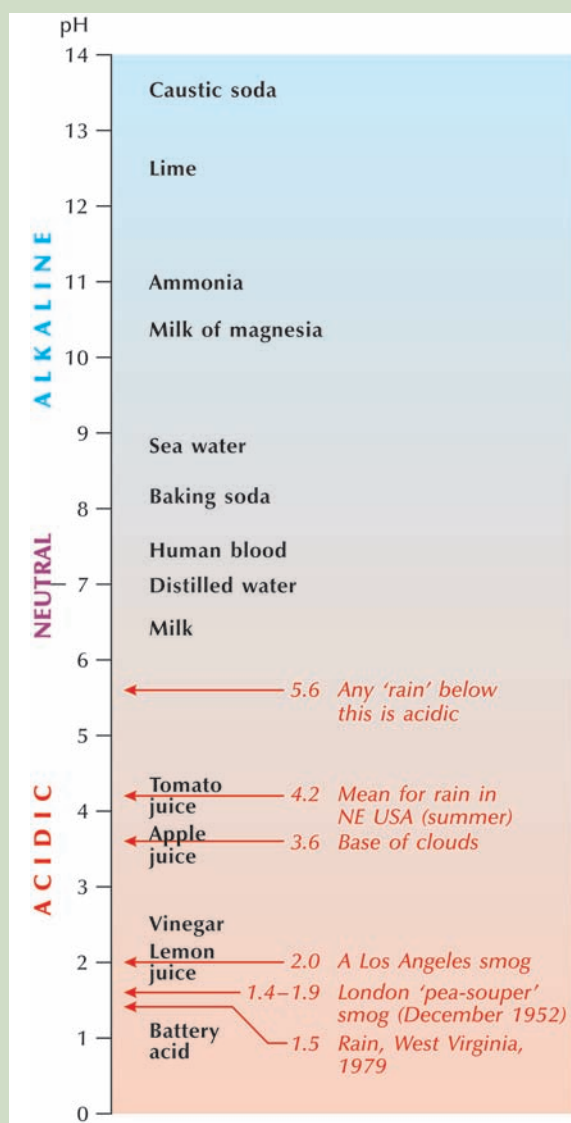 pH
14
Caustic soda
13
Lime
12
ALKALINE
11
Ammonia
Milk of magnesia
10
9
Sea water
Baking soda
8
Human blood
NEUTRAL
7
Distilled water
Milk
6
5.6 Any ‘rain’ below
this is acidic
5
ACIDIC
Tomato
juice
4.2 Mean for rain in
NE USA (summer)
4
Apple
juice
3.6 Base of clouds
3
Vinegar
Lemon
juice
2
2.0 A Los Angeles smog
1.4–1.9 London ‘pea-souper’
smog (December 1952)
1
Battery
acid
1.5 Rain, West Virginia,
1979
0